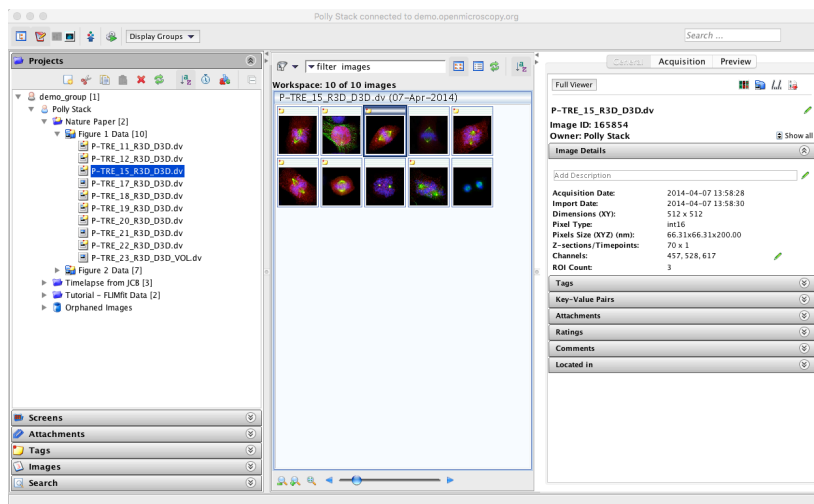 Polly Stack connected to demo.openmicroscopy.org
Display Groups
Search ...
Projects
demo_group [1]
Polly Stack
Nature Paper [2]
Figure 1 Data [10]
P-TRE_11_R3D_D3D.dv
P-TRE_12_R3D_D3D.dv
P-TRE_15_R3D_D3D.dv
P-TRE_17_R3D_D3D.dv
P-TRE_18_R3D_D3D.dv
P-TRE_19_R3D_D3D.dv
P-TRE_20_R3D_D3D.dv
P-TRE_21_R3D_D3D.dv
P-TRE_22_R3D_D3D.dv
P-TRE_23_R3D_D3D_VOL.dv
Figure 2 Data [7]
Timelapse from JCB [3]
Tutorial - FLIMfit Data [2]
Orphaned Images
Screens
Attachments
Tags
Images
Search
filter images
Workspace: 10 of 10 images
P-TRE_15_R3D_D3D.dv (07-Apr-2014)
General Acquisition Preview
Full Viewer
P-TRE_15_R3D_D3D.dv
Image ID: 165854
Owner: Polly Stack
Show all
Image Details
Add Description
Acquisition Date: 2014-04-07 13:58:28
Import Date: 2014-04-07 13:58:30
Dimensions (XY): 512 x 512
Pixel Type: int16
Pixels Size (XYZ) (nm): 66.31x66.31x200.00
Z-sections/Timepoints: 70 x 1
Channels: 457, 528, 617
ROI Count: 3
Tags
Key-Value Pairs
Attachments
Ratings
Comments
Located in